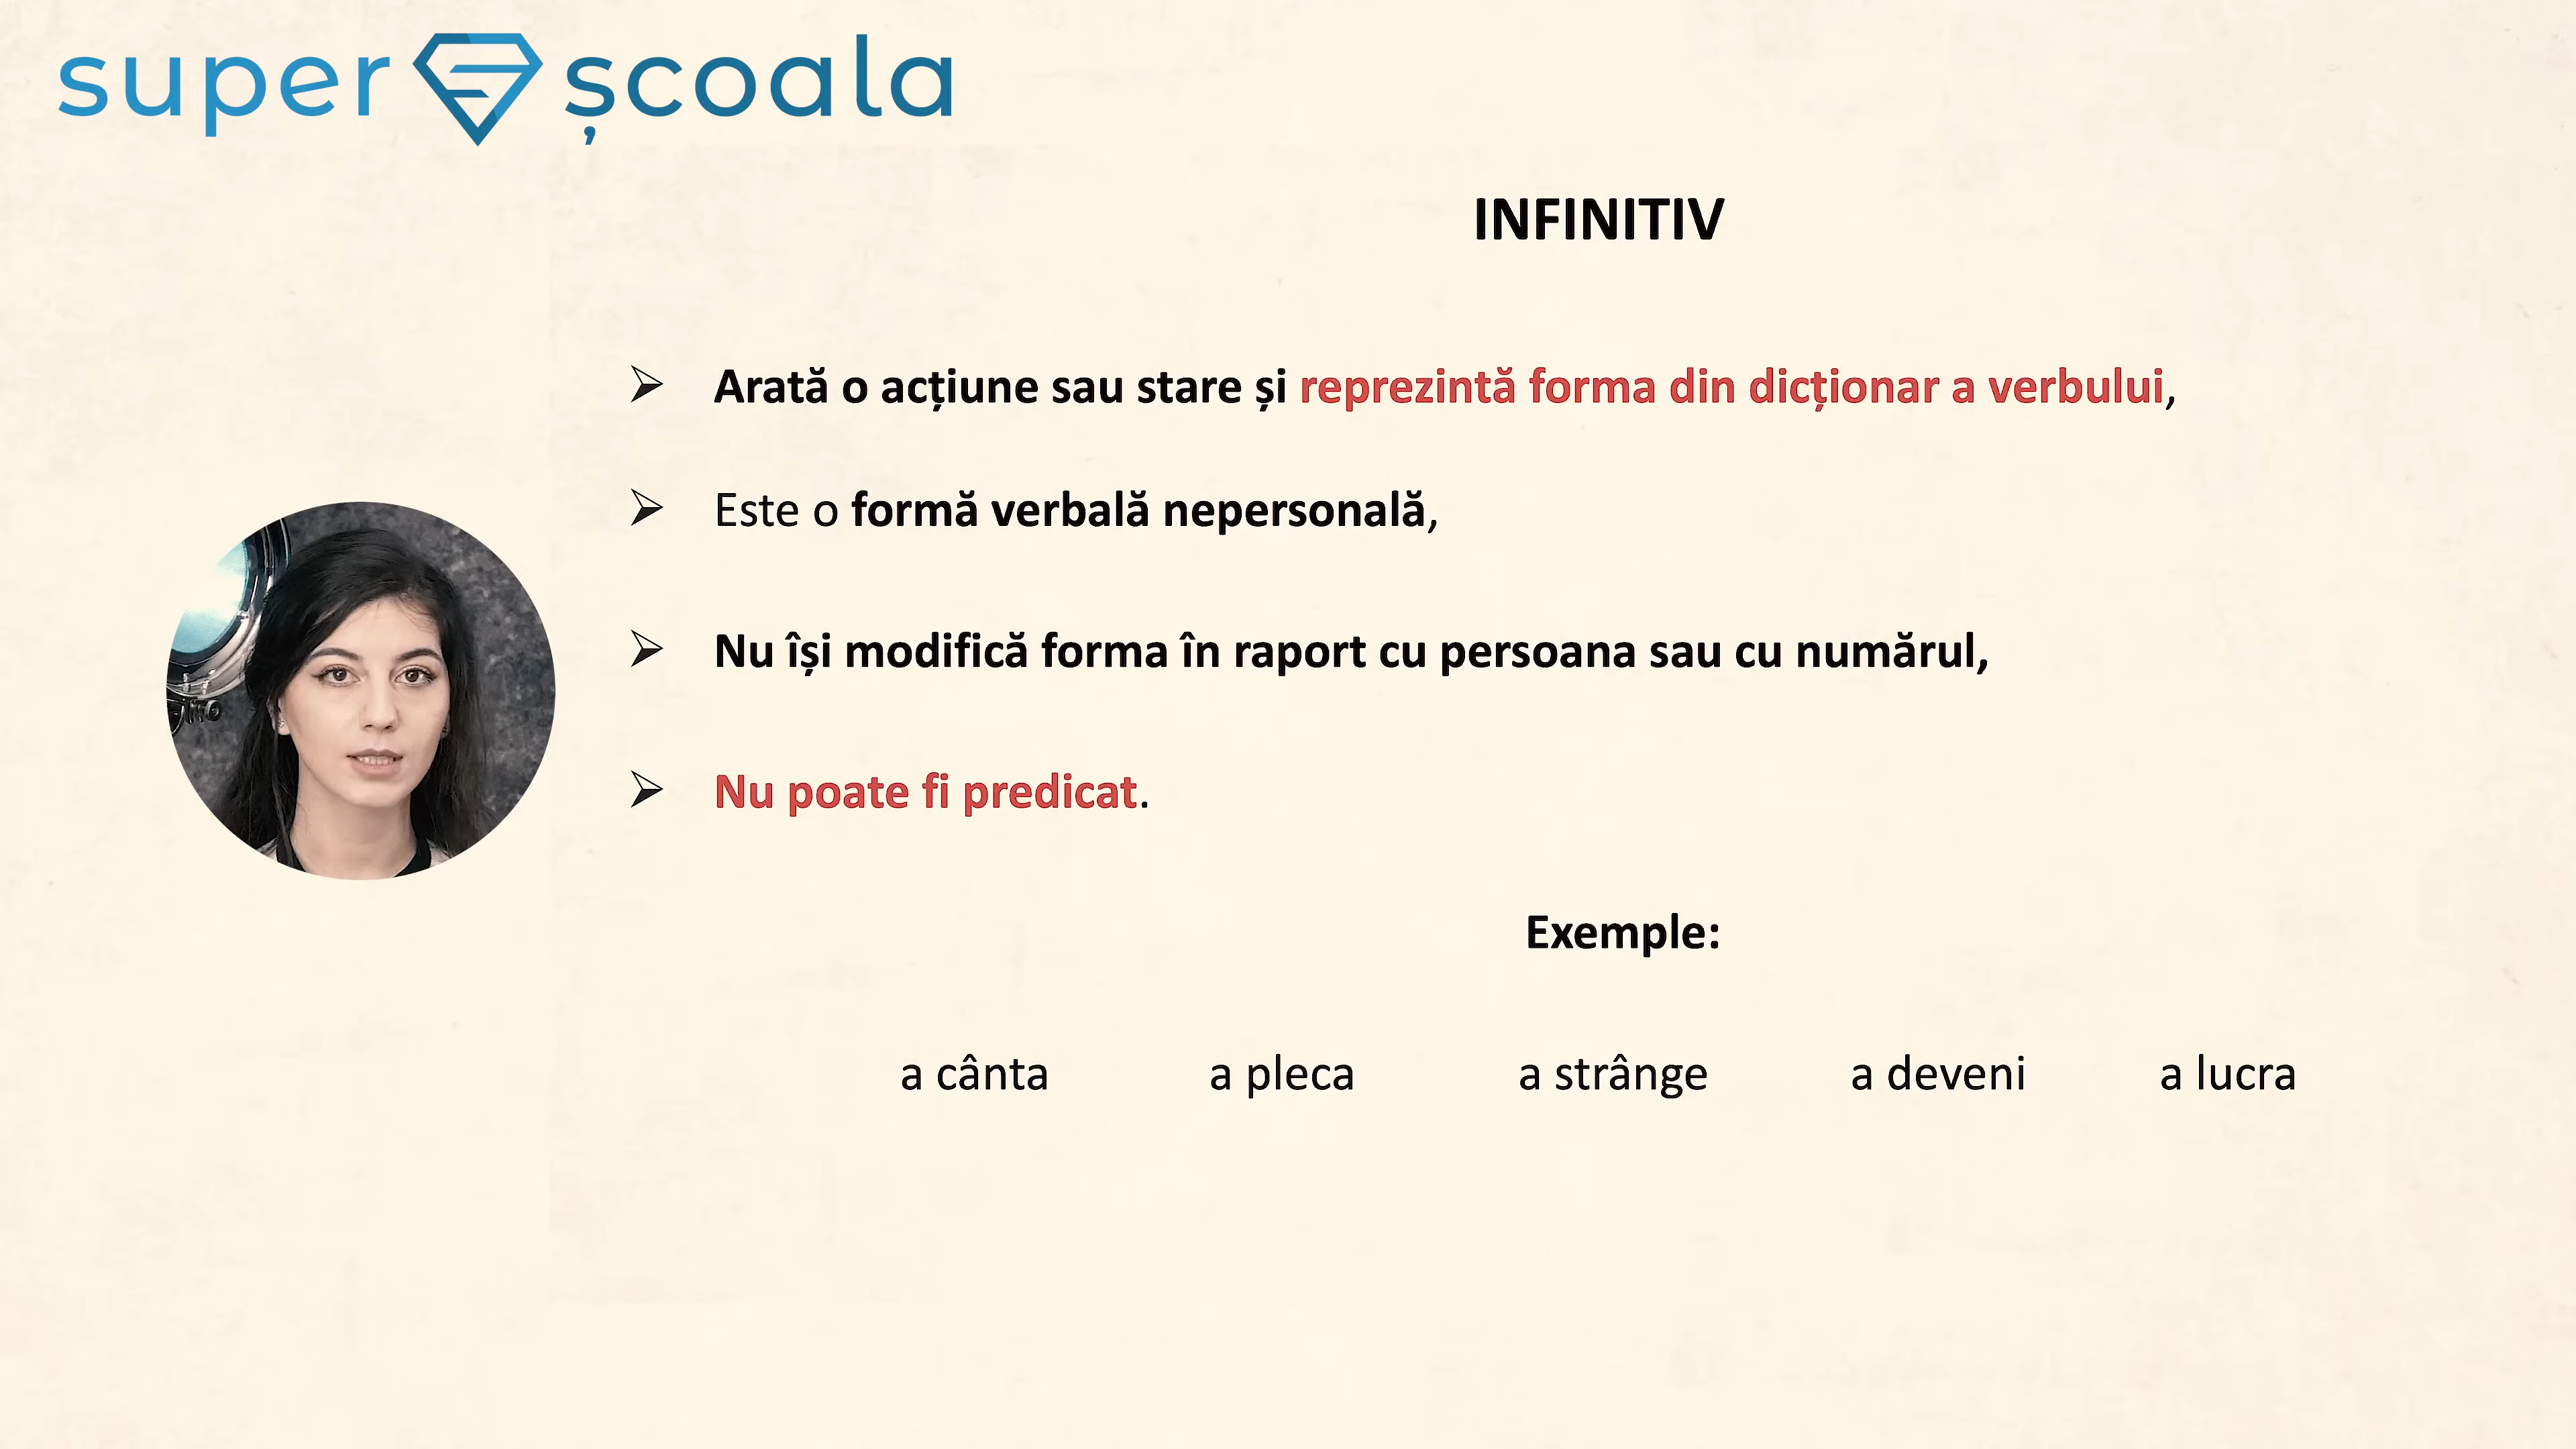 super școala
INFINITIV
Arată o acțiune sau stare și reprezintă forma din dicționar a verbului,
Este o formă verbală nepersonală,
Nu își modifică forma în raport cu persoana sau cu numărul,
Nu poate fi predicat.
Exemple:
a cânta a pleca a strânge a deveni a lucra